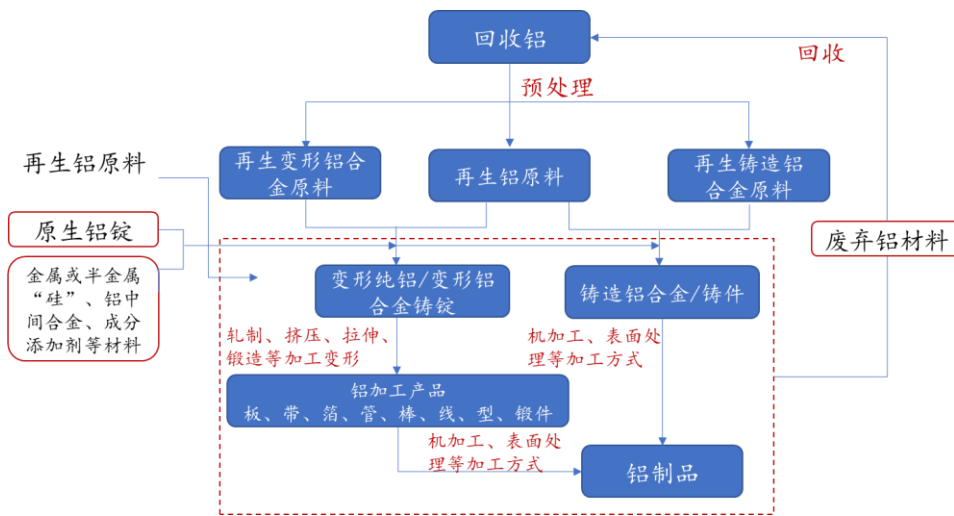 回收铝
回收
预处理
再生铝原料
再生变形铝合
金原料
再生铝原料
再生铸造铝
合金原料
原生铝锭
废弃铝材料
金属或半金属
“硅”、铝中
间合金、成分
添加剂等材料
变形纯铝/变形铝
合金铸锭
铸造铝合金/铸件
轧制、挤压、拉伸、
锻造等加工变形
机加工、表面处
理等加工方式
铝加工产品
板、带、箔、管、棒、线、型、锻件
机加工、表面处
理等加工方式
铝制品